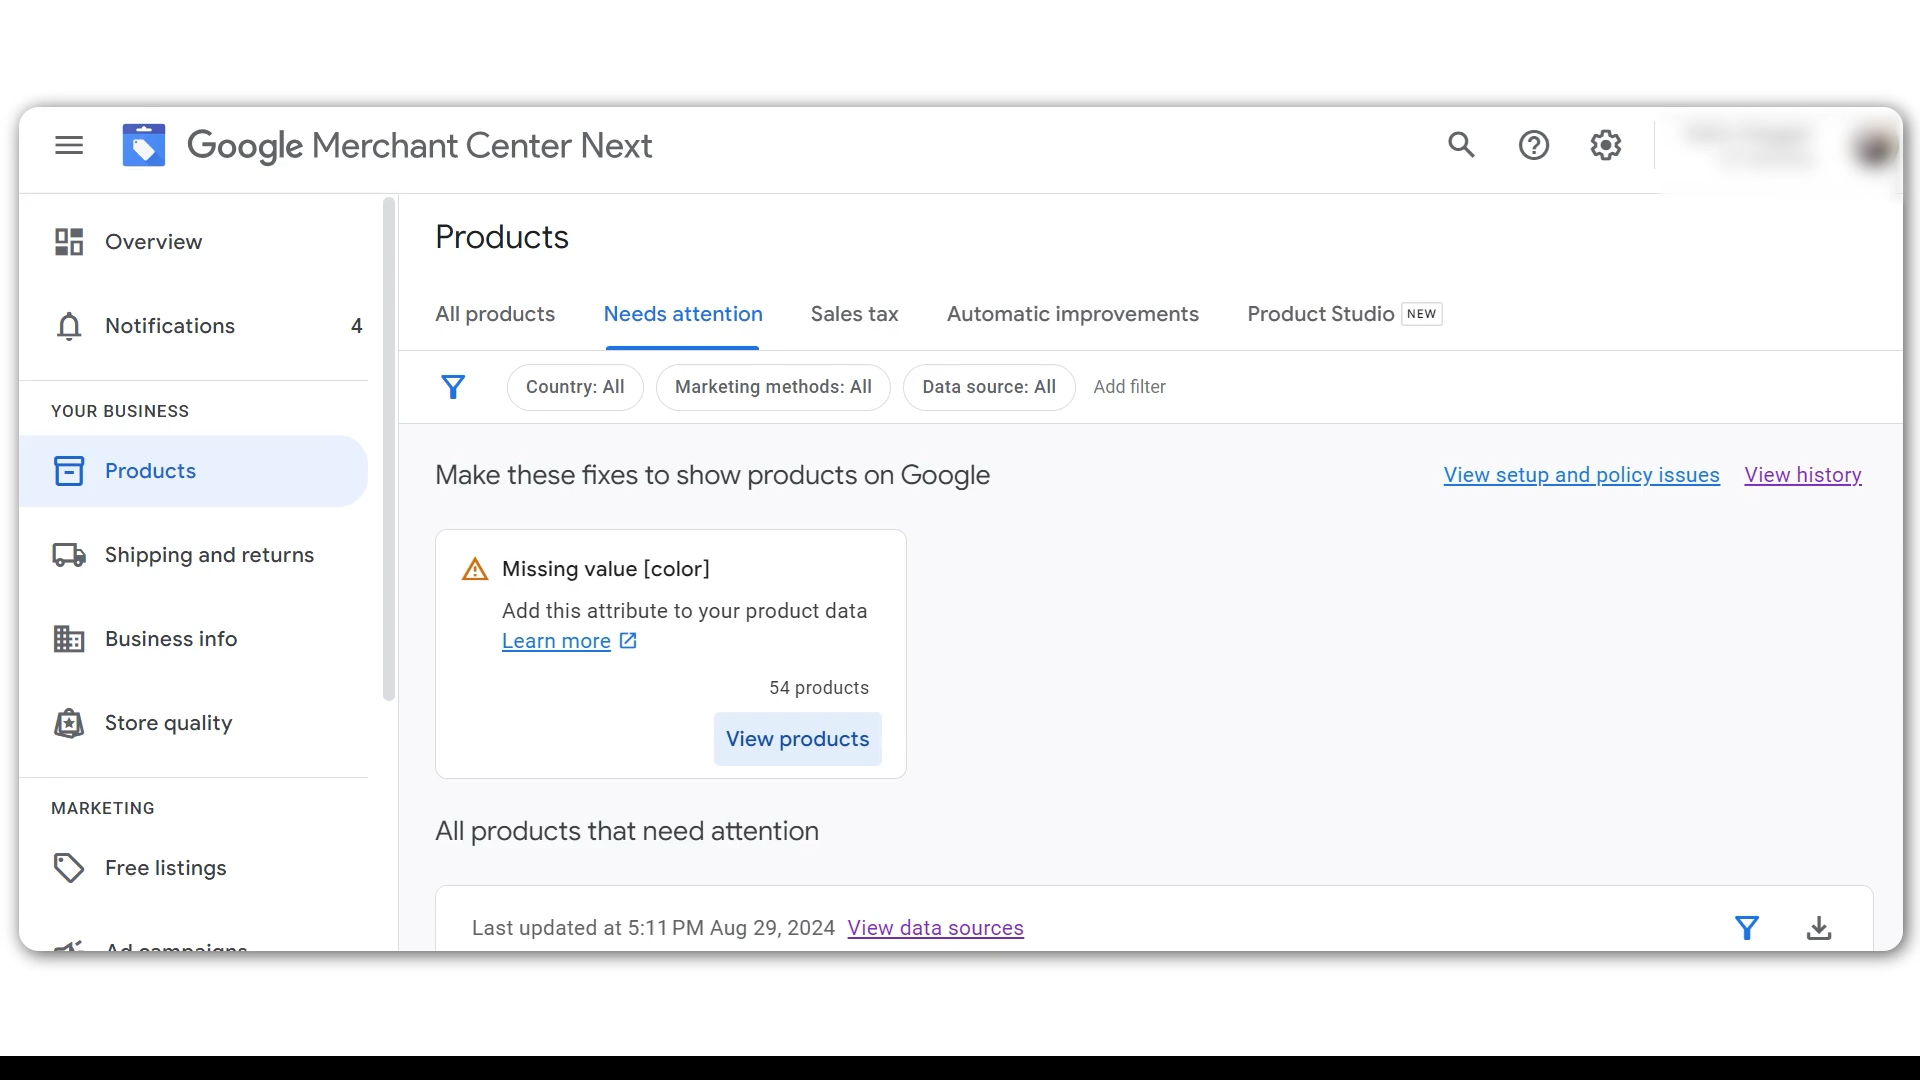 Google Merchant Center Next
Overview
Notifications 4
YOUR BUSINESS
Products
Shipping and returns
Business info
Store quality
MARKETING
Free listings
Ad campaigns
Products
All products Needs attention Sales tax Automatic improvements Product Studio NEW
Country: All Marketing methods: All Data source: All Add filter
Make these fixes to show products on Google View setup and policy issues View history
Missing value [color]
Add this attribute to your product data
Learn more
54 products
View products
All products that need attention
Last updated at 5:11 PM Aug 29, 2024 View data sources